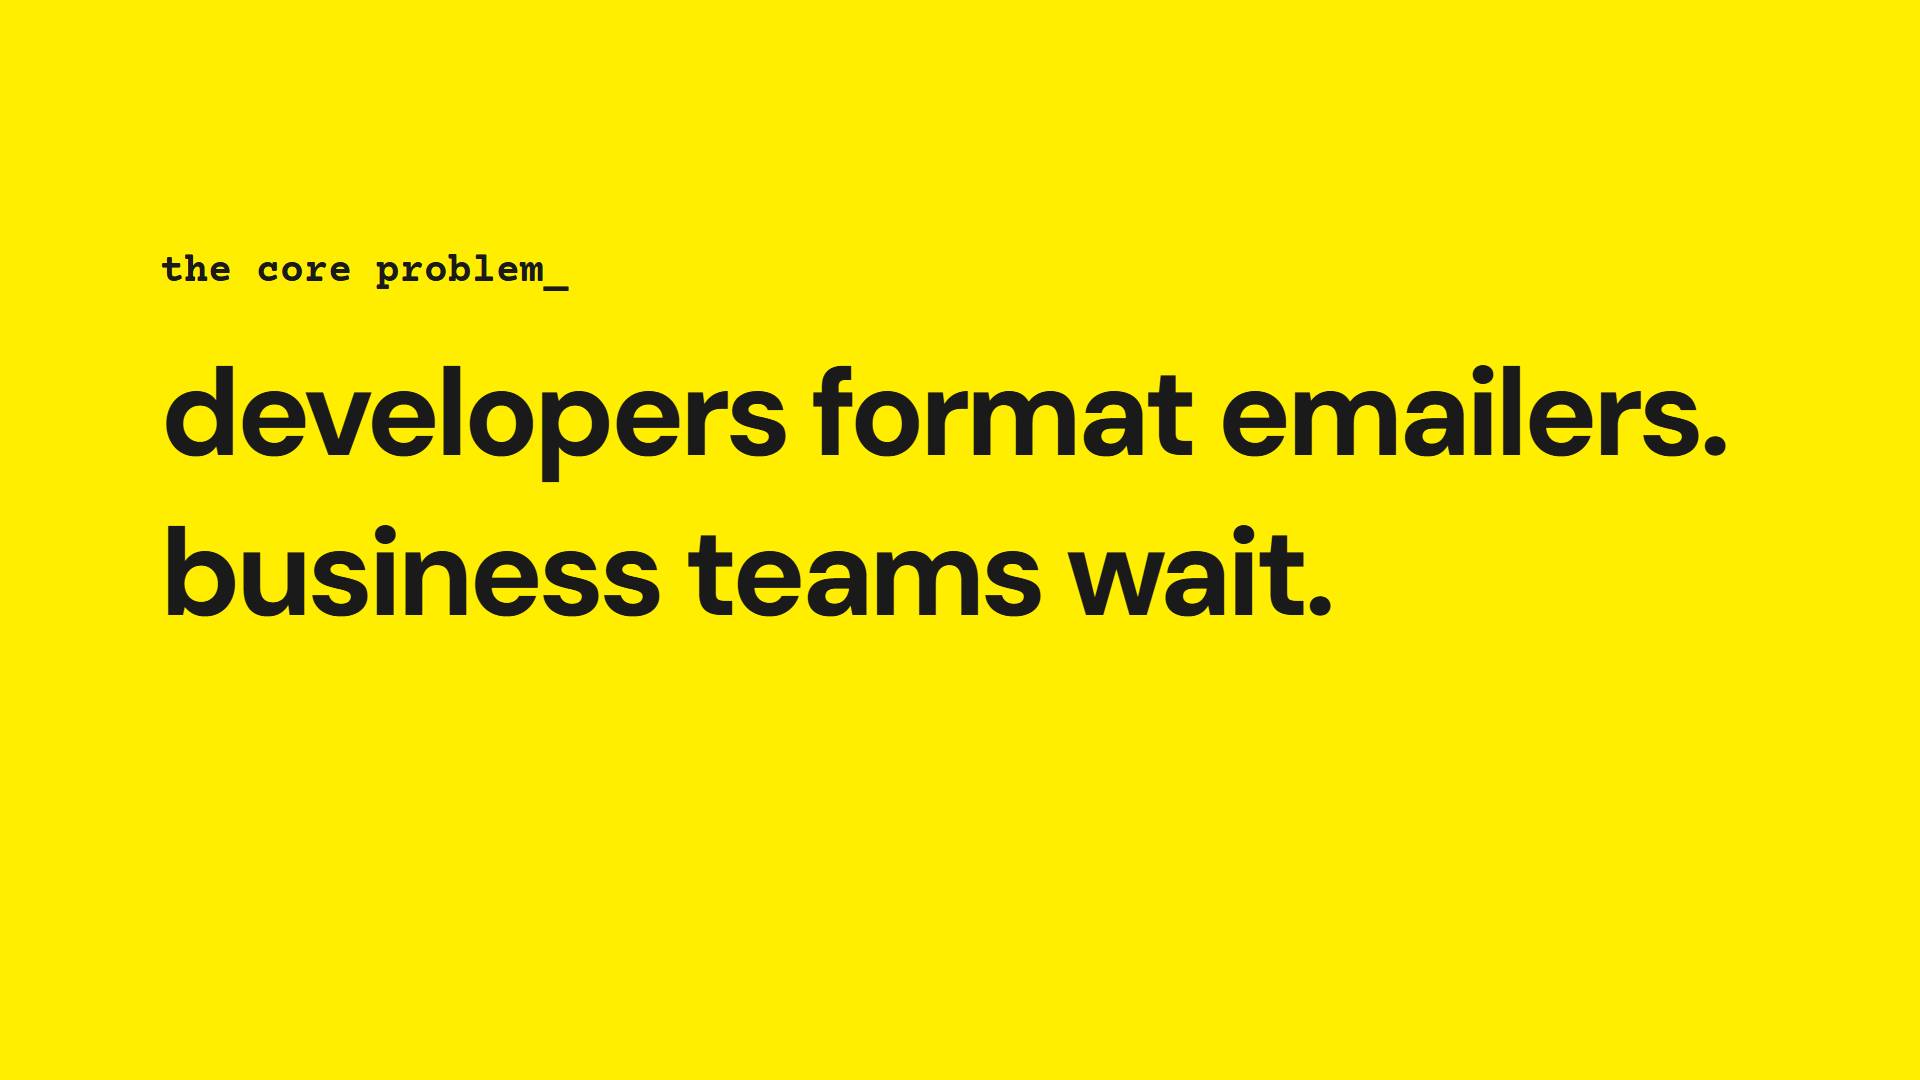 the core problem_
developers format emailers.
business teams wait.